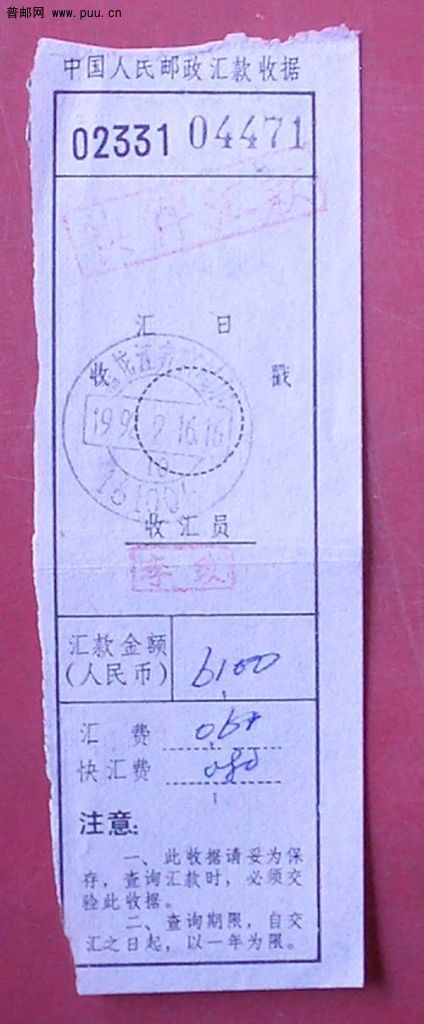 普邮网
www.puu.cn
中国人民邮政汇款收据
02331 04471
汇 日
收 戳
收汇员
汇款金额
(人民币)
6100
汇 费
快汇费
080
注意:
一、此收据请妥为保
存,查询汇款时,必须交
验此收据。
二、查询期限,自交
汇之日起,以一年为限。